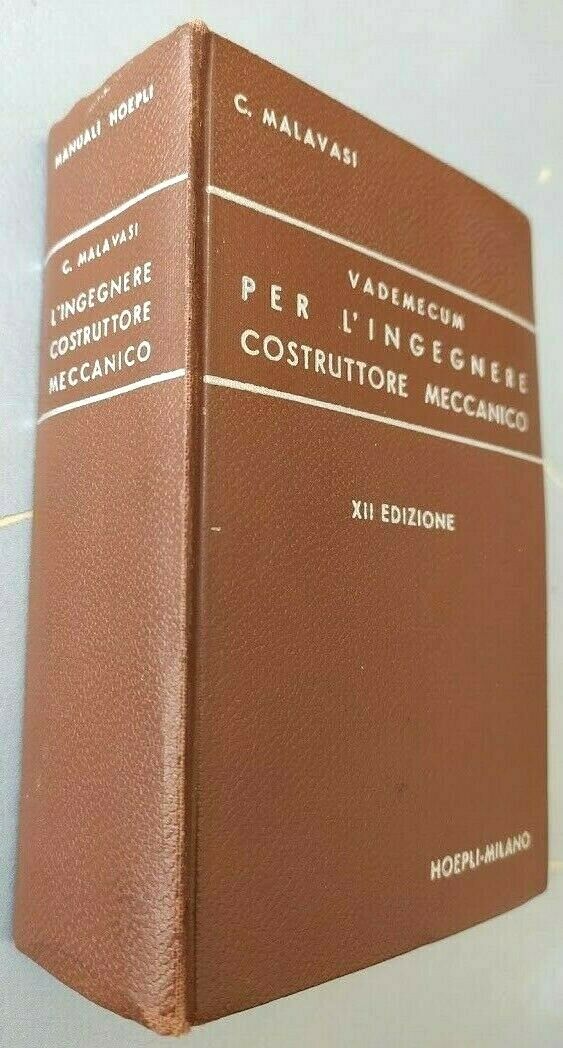 MANUALI HOEPLI
C. MALAVASI
L'INGEGNERE
COSTRUTTORE
MECCANICO
C. MALAVASI
VADEMECUM
PER L'INGEGNERE
COSTRUTTORE MECCANICO
XII EDIZIONE
HOEPLI-MILANO